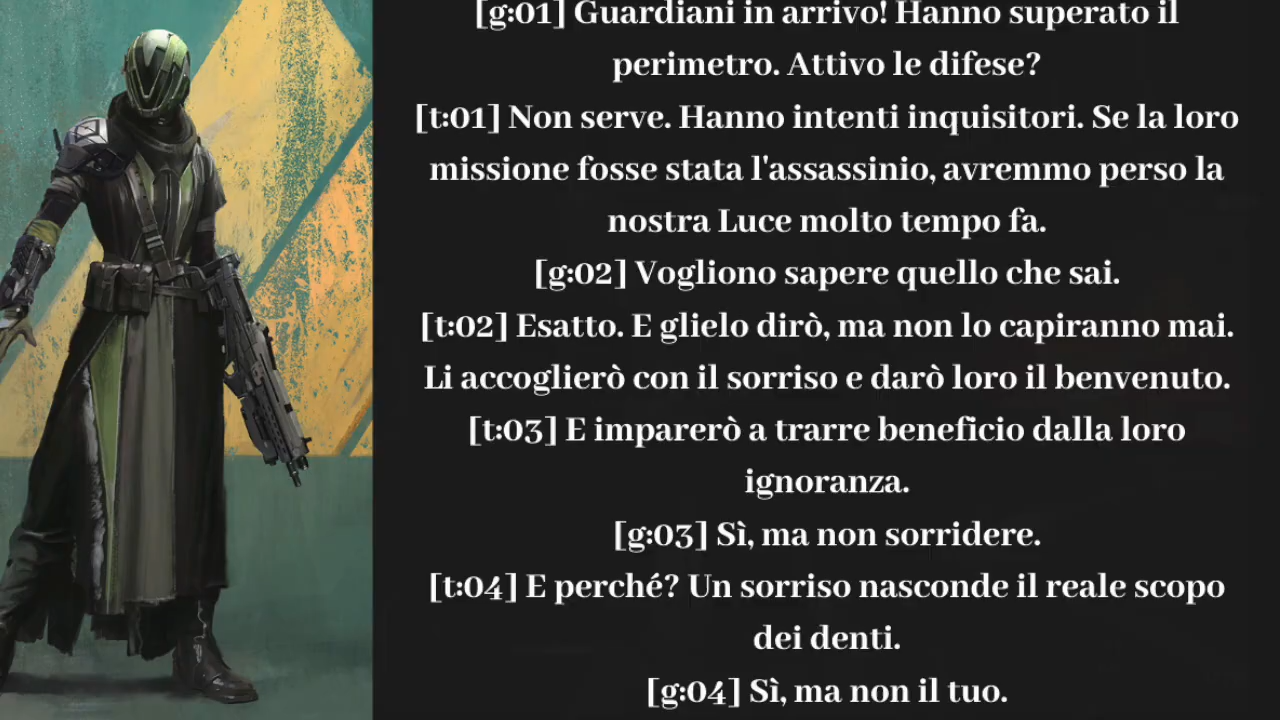 [g:01] Guardiani in arrivo! Hanno superato il
perimetro. Attivo le difese?
[t:01] Non serve. Hanno intenti inquisitori. Se la loro
missione fosse stata l'assassinio, avremmo perso la
nostra Luce molto tempo fa.
[g:02] Vogliono sapere quello che sai.
[t:02] Esatto. E glielo dirò, ma non lo capiranno mai.
Li accoglierò con il sorriso e darò loro il benvenuto.
[t:03] E imparerò a trarre beneficio dalla loro
ignoranza.
[g:03] Sì, ma non sorridere.
[t:04] E perché? Un sorriso nasconde il reale scopo
dei denti.
[g:04] Sì, ma non il tuo.